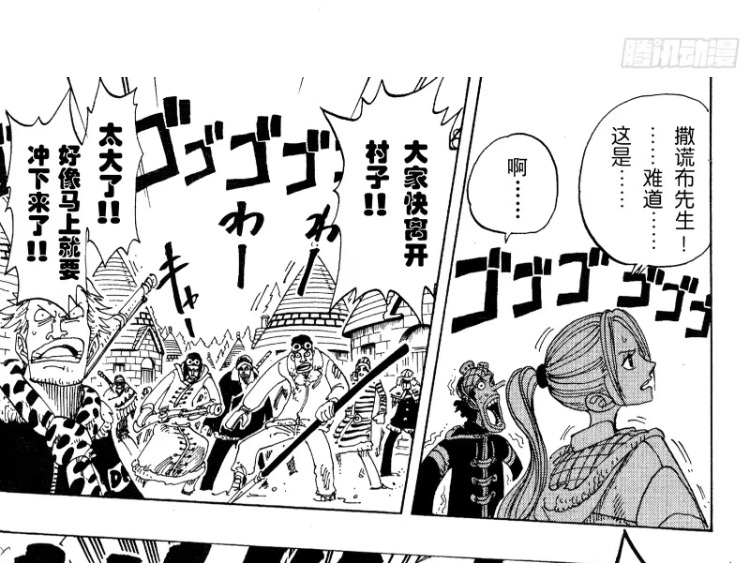 腾讯动漫
撒谎布先生！
……难道……
这是……
啊……
ゴゴゴゴゴゴ
大家快离开
村子!!
ゴゴゴゴゴゴ
わー
わー
キャー
太大了!!
好像马上就要
冲下来了!!